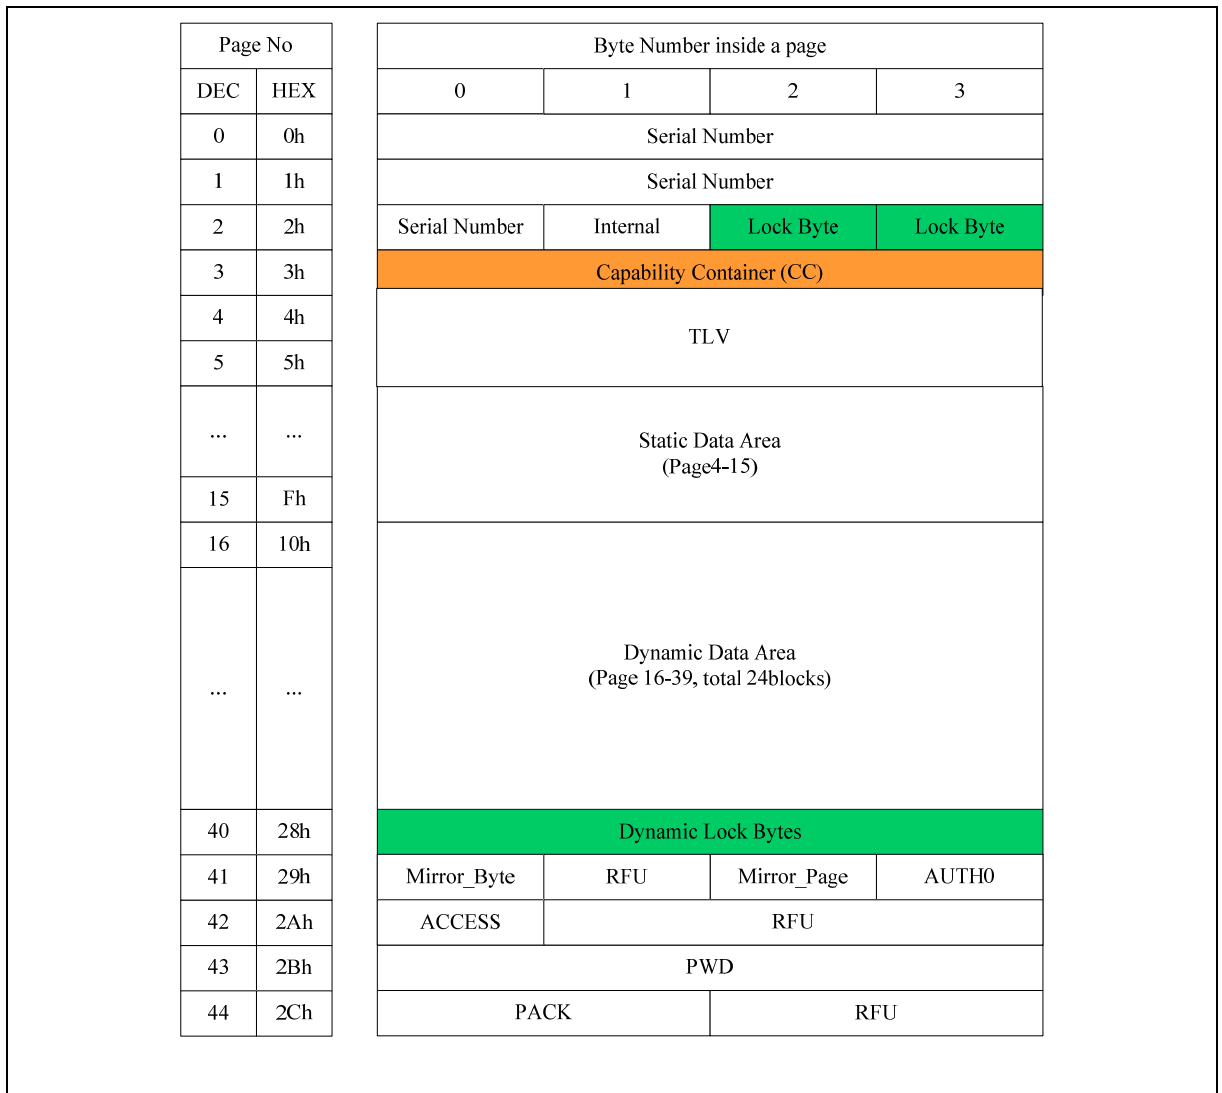 Page No Byte Number inside a page
DEC HEX 0 1 2 3
0 0h Serial Number
1 1h Serial Number
2 2h Serial Number Internal Lock Byte Lock Byte
3 3h Capability Container (CC)
4 4h
TLV
5 5h
... ... Static Data Area
(Page4-15)
15 Fh
16 10h
Dynamic Data Area
(Page 16-39, total 24blocks)
... ...
40 28h Dynamic Lock Bytes
41 29h Mirror_Byte RFU Mirror_Page AUTH0
42 2Ah ACCESS RFU
43 2Bh PWD
44 2Ch PACK RFU